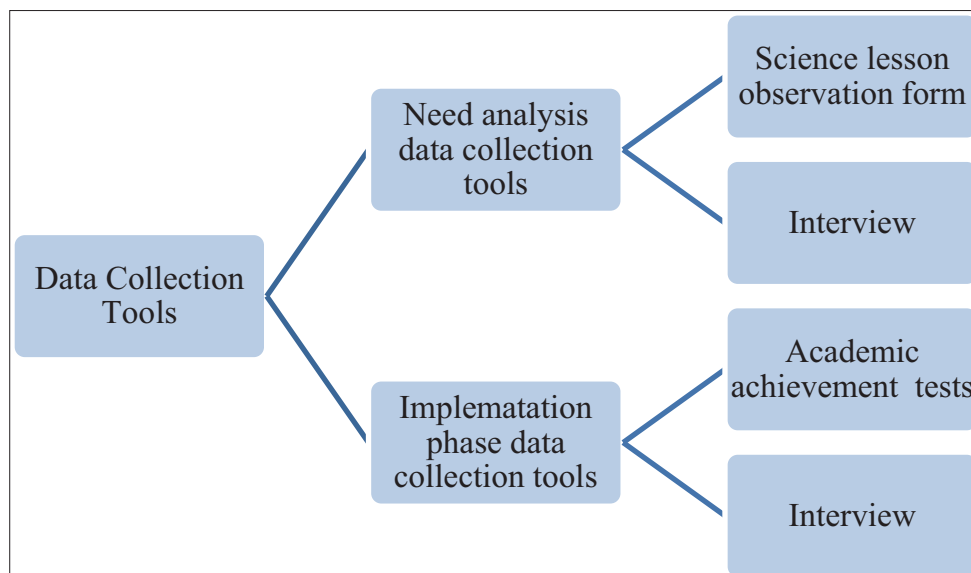 Data Collection
Tools
Need analysis
data collection
tools
Science lesson
observation form
Interview
Implematation
phase data
collection tools
Academic
achievement tests
Interview